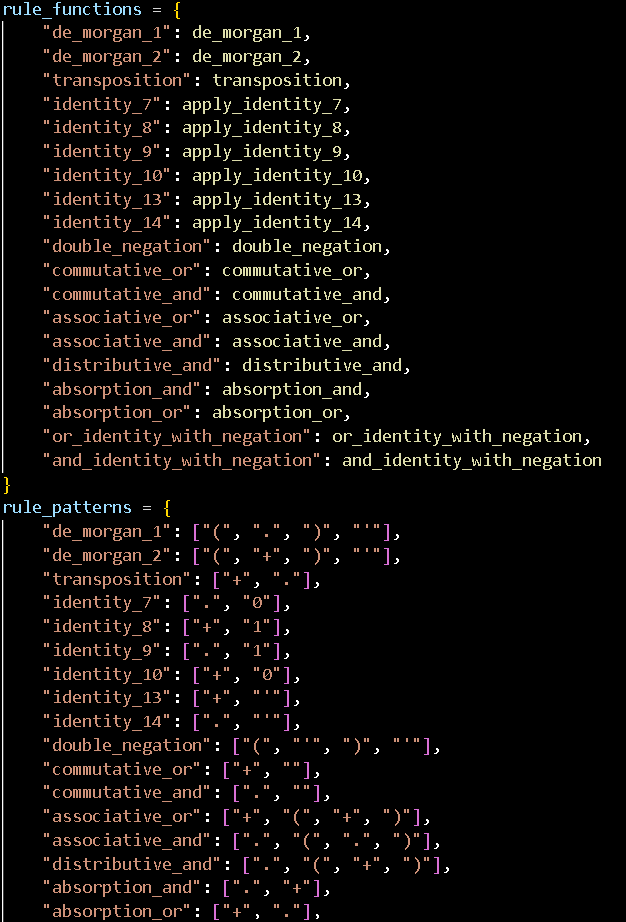 rule_functions = {
    "de_morgan_1": de_morgan_1,
    "de_morgan_2": de_morgan_2,
    "transposition": transposition,
    "identity_7": apply_identity_7,
    "identity_8": apply_identity_8,
    "identity_9": apply_identity_9,
    "identity_10": apply_identity_10,
    "identity_13": apply_identity_13,
    "identity_14": apply_identity_14,
    "double_negation": double_negation,
    "commutative_or": commutative_or,
    "commutative_and": commutative_and,
    "associative_or": associative_or,
    "associative_and": associative_and,
    "distributive_and": distributive_and,
    "absorption_and": absorption_and,
    "absorption_or": absorption_or,
    "or_identity_with_negation": or_identity_with_negation,
    "and_identity_with_negation": and_identity_with_negation
}
rule_patterns = {
    "de_morgan_1": ["(", ".", ")", "'"],
    "de_morgan_2": ["(", "+", ")", "'"],
    "transposition": ["+", "."],
    "identity_7": [".", "0"],
    "identity_8": ["+", "1"],
    "identity_9": [".", "1"],
    "identity_10": ["+", "0"],
    "identity_13": ["+", "'"],
    "identity_14": [".", "'"],
    "double_negation": ["(", "'", ")", "'"],
    "commutative_or": ["+", ""],
    "commutative_and": [".", ""],
    "associative_or": ["+", "(", "+", ")"],
    "associative_and": [".", "(", ".", ")"],
    "distributive_and": [".", "(", "+", ")"],
    "absorption_and": [".", "+"],
    "absorption_or": ["+", "."],